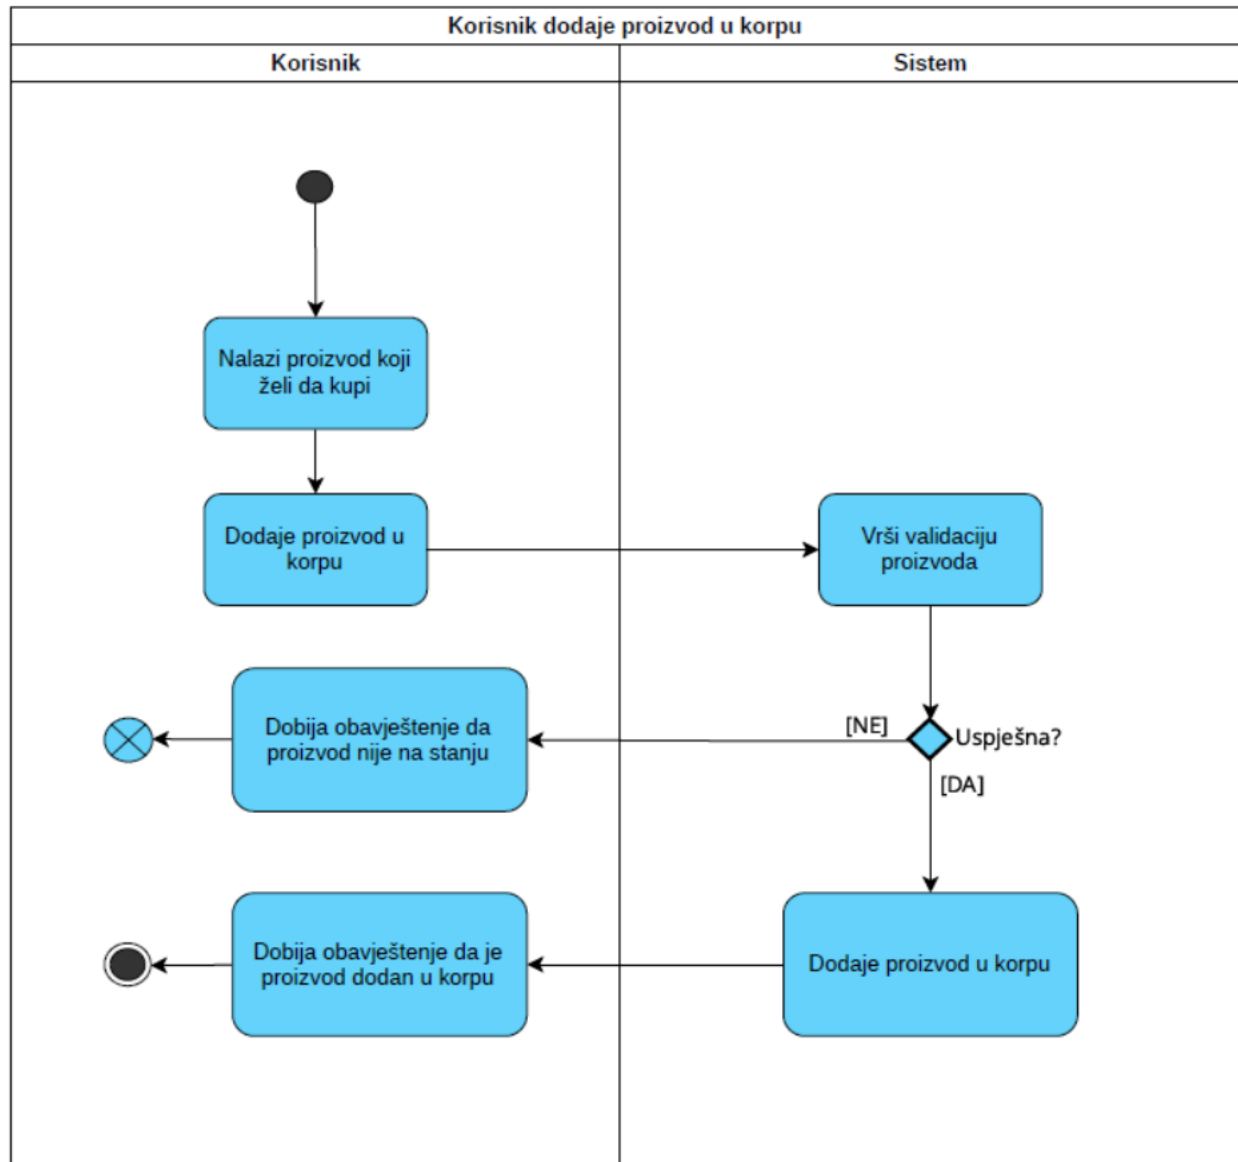 Korisnik dodaje proizvod u korpu
Korisnik
Sistem
Nalazi proizvod koji
želi da kupi
Dodaje proizvod u
korpu
Vrši validaciju
proizvoda
Dobija obavještenje da
proizvod nije na stanju
[NE]
Uspješna?
[DA]
Dobija obavještenje da je
proizvod dodan u korpu
Dodaje proizvod u korpu